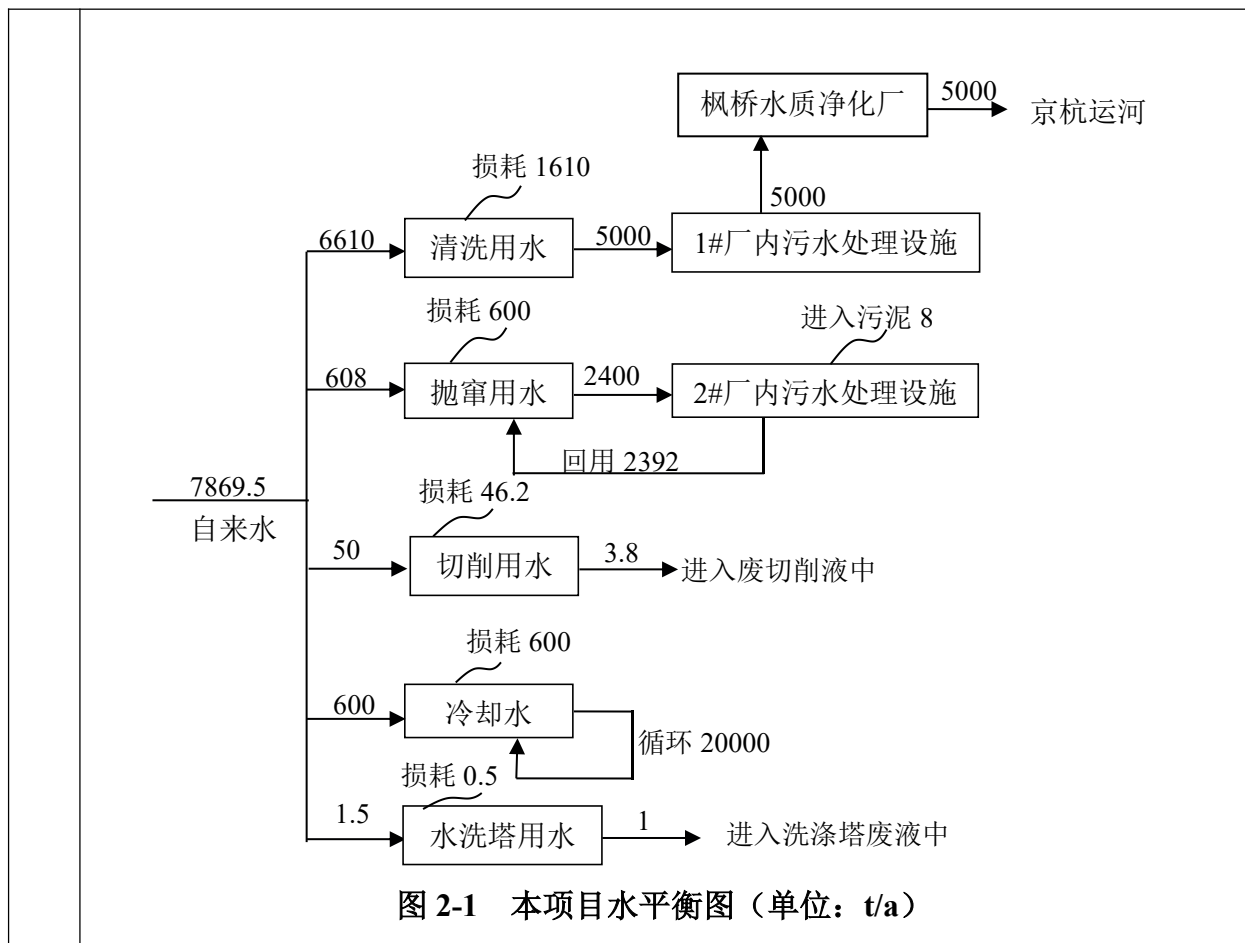 枫桥水质净化厂
5000
京杭运河
损耗 1610
5000
6610
清洗用水
5000
1#厂内污水处理设施
损耗 600
进入污泥 8
608
抛窜用水
2400
2#厂内污水处理设施
回用 2392
7869.5
自来水
损耗 46.2
50
切削用水
3.8
进入废切削液中
损耗 600
600
冷却水
循环 20000
损耗 0.5
1.5
水洗塔用水
1
进入洗涤塔废液中
图 2-1 本项目水平衡图（单位：t/a）